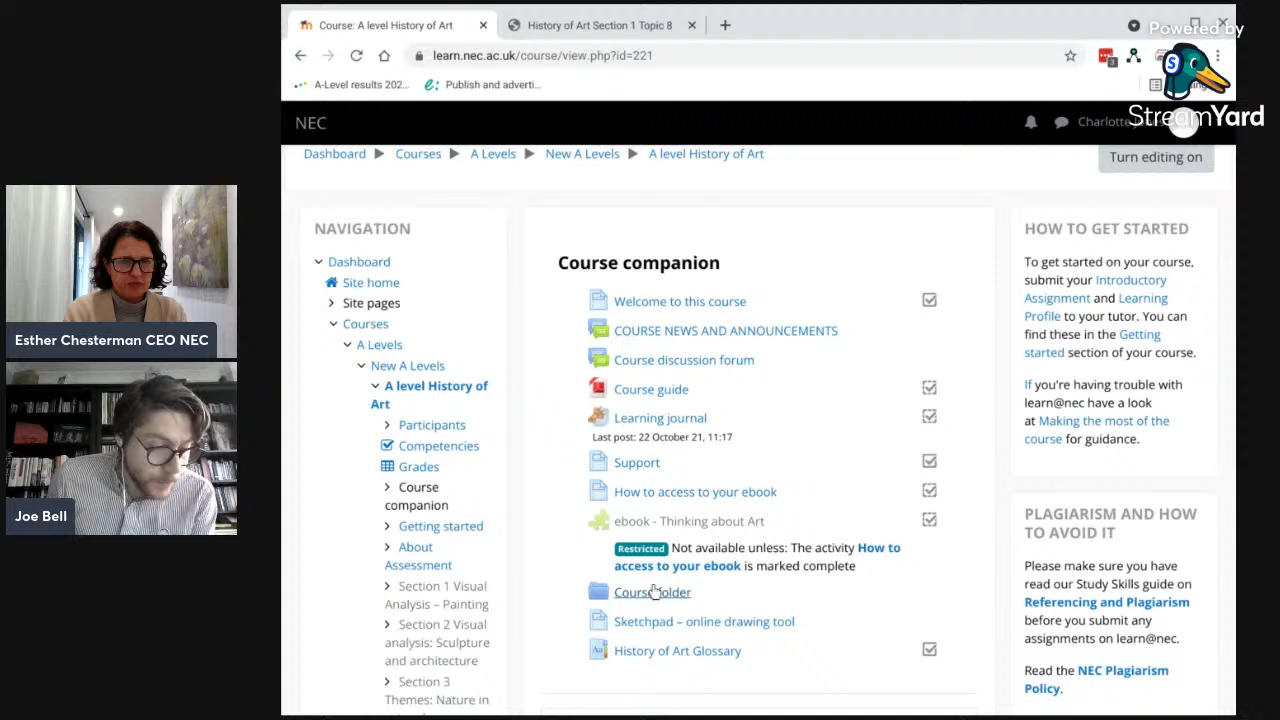 Course: A level History of Art
History of Art Section 1 Topic 8
Powered by
learn.nec.ac.uk/course/view.php?id=221
3
A-Level results 202...
Publish and adverti...
S
StreamYard
NEC
Charlotte
Dashboard ▶ Courses ▶ A Levels ▶ New A Levels ▶ A level History of Art
Turn editing on
NAVIGATION
Dashboard
Site home
Site pages
Courses
A Levels
New A Levels
A level History of
Art
Participants
Competencies
Grades
Course
companion
Getting started
About
Assessment
Section 1 Visual
Analysis – Painting
Section 2 Visual
analysis: Sculpture
and architecture
Section 3
Themes: Nature in
Course companion
Welcome to this course
COURSE NEWS AND ANNOUNCEMENTS
Course discussion forum
Course guide
Learning journal
Last post: 22 October 21, 11:17
Support
How to access to your ebook
ebook - Thinking about Art
Restricted Not available unless: The activity How to
access to your ebook is marked complete
Course folder
Sketchpad – online drawing tool
Aa
History of Art Glossary
HOW TO GET STARTED
To get started on your course,
submit your Introductory
Assignment and Learning
Profile to your tutor. You can
find these in the Getting
started section of your course.
If you're having trouble with
learn@nec have a look
at Making the most of the
course for guidance.
PLAGIARISM AND HOW
TO AVOID IT
Please make sure you have
read our Study Skills guide on
Referencing and Plagiarism
before you submit any
assignments on learn@nec.
Read the NEC Plagiarism
Policy.
Esther Chesterman CEO NEC
Joe Bell